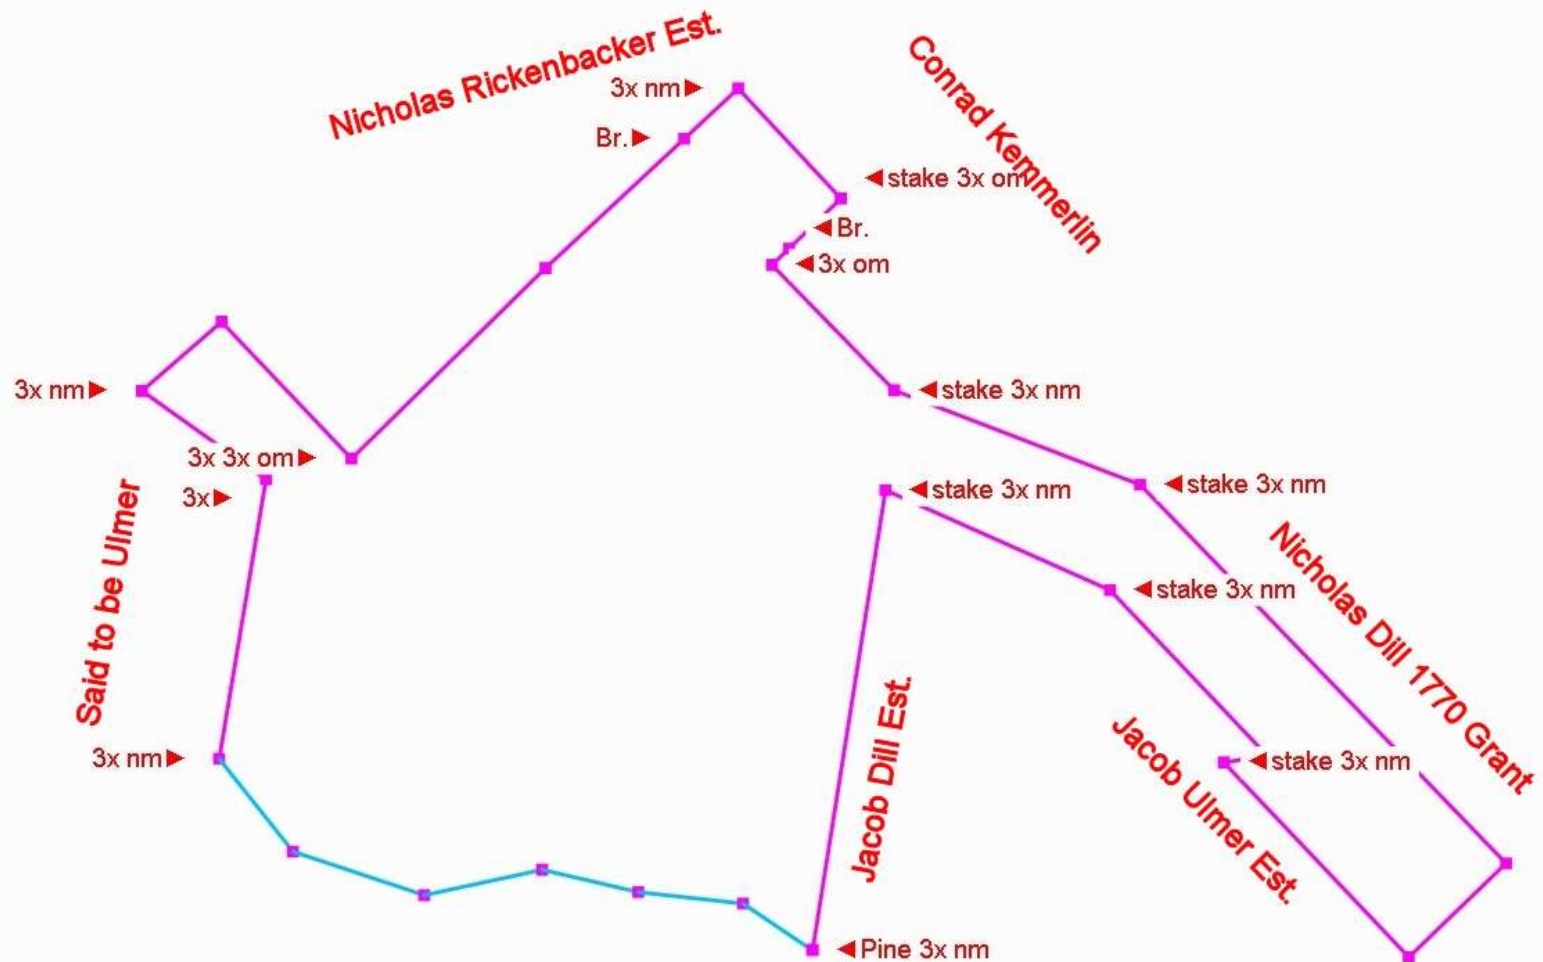 Nicholas Rickenbacker Est.
Conrad Kemmerlin
3x nm
Br.
stake 3x om
Br.
3x om
3x nm
stake 3x nm
3x 3x om
3x
stake 3x nm
stake 3x nm
Said to be Ulmer
stake 3x nm
Nicholas Dill 1770 Grant
3x nm
Jacob Dill Est.
Jacob Ulmer Est.
stake 3x nm
Pine 3x nm